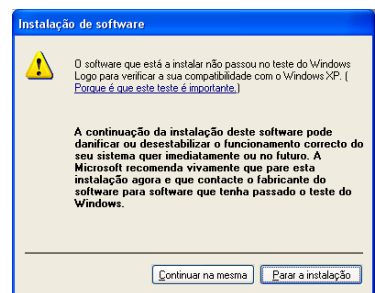 Instalação de software
O software que está a instalar não passou no teste do Windows
Logo para verificar a sua compatibilidade com o Windows XP. (
Porque é que este teste é importante.)
A continuação da instalação deste software pode
danificar ou desestabilizar o funcionamento correcto do
seu sistema quer imediatamente ou no futuro. A
Microsoft recomenda vivamente que pare esta
instalação agora e que contacte o fabricante do
software para software que tenha passado o teste do
Windows.
Continuar na mesma
Parar a instalação